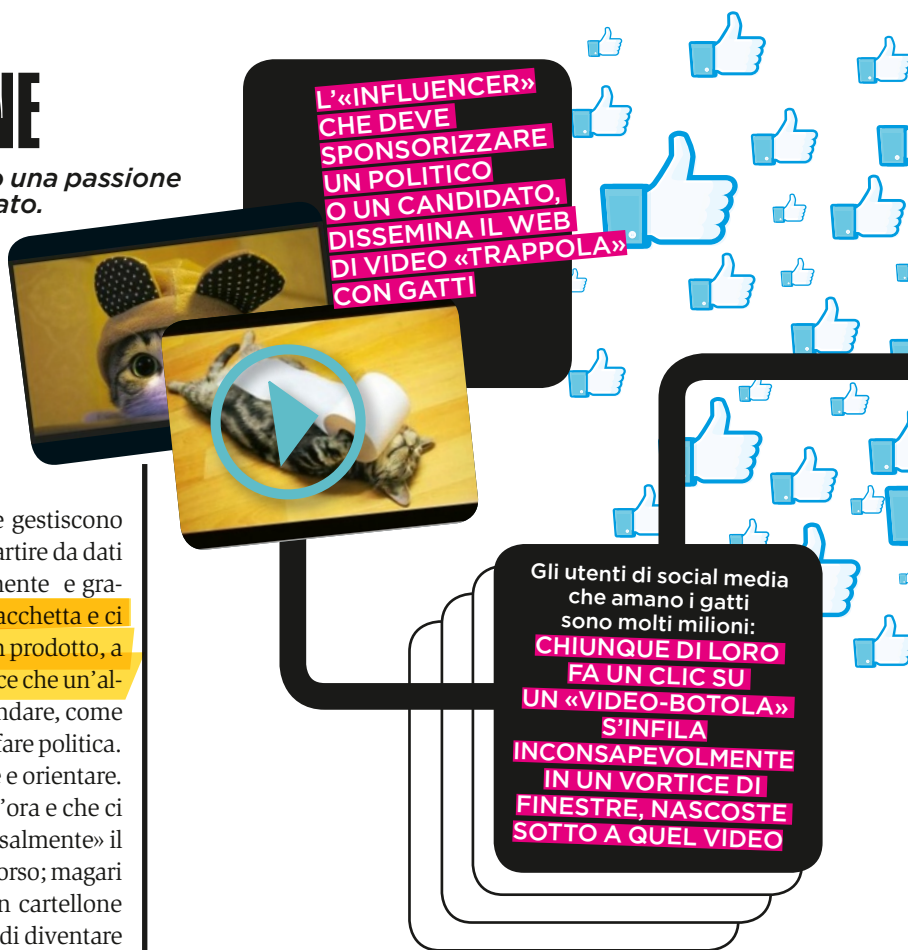 NE
o una passione
ato.
L'«INFLUENCER»
CHE DEVE
SPONSORIZZARE
UN POLITICO
O UN CANDIDATO,
DISSEMINA IL WEB
DI VIDEO «TRAPPOLA»
CON GATTI
e gestiscono
artire da dati
mente e gra-
acchetta e ci
n prodotto, a
ce che un'al-
ndare, come
fare politica.
e e orientare.
'ora e che ci
salmente» il
orso; magari
n cartellone
di diventare
Gli utenti di social media
che amano i gatti
sono molti milioni:
CHIUNQUE DI LORO
FA UN CLIC SU
UN «VIDEO-BOTOLA»
S'INFILA
INCONSAPEVOLMENTE
IN UN VORTICE DI
FINESTRE, NASCOSTE
SOTTO A QUEL VIDEO